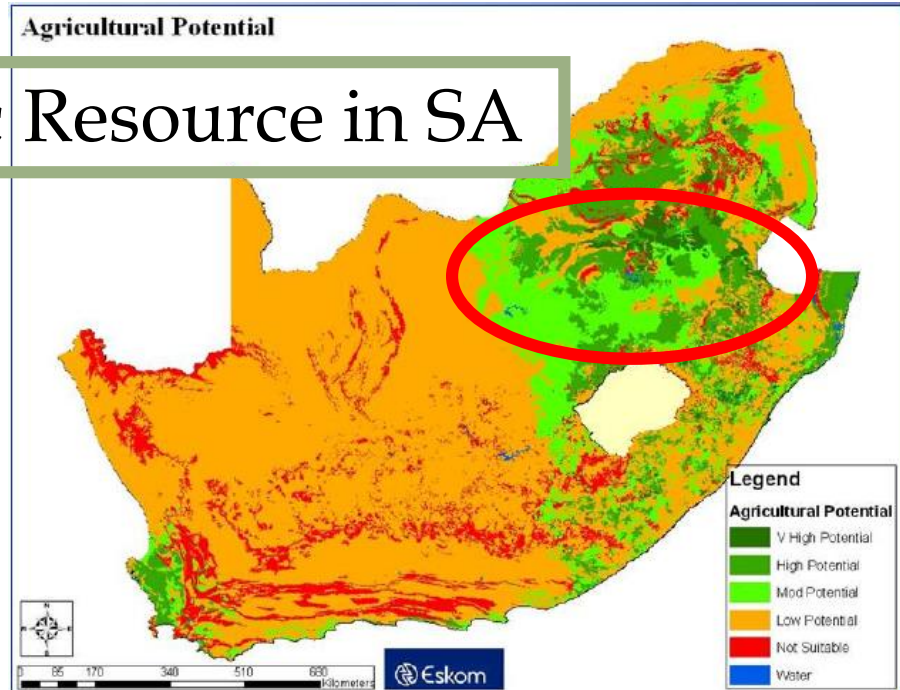 Agricultural Potential
Resource in SA
Legend
Agricultural Potential
V High Potential
High Potential
Mod Potential
Low Potential
Not Suitable
Water
N
E
S
0 85 170 340 510 680
Kilometers
Eskom